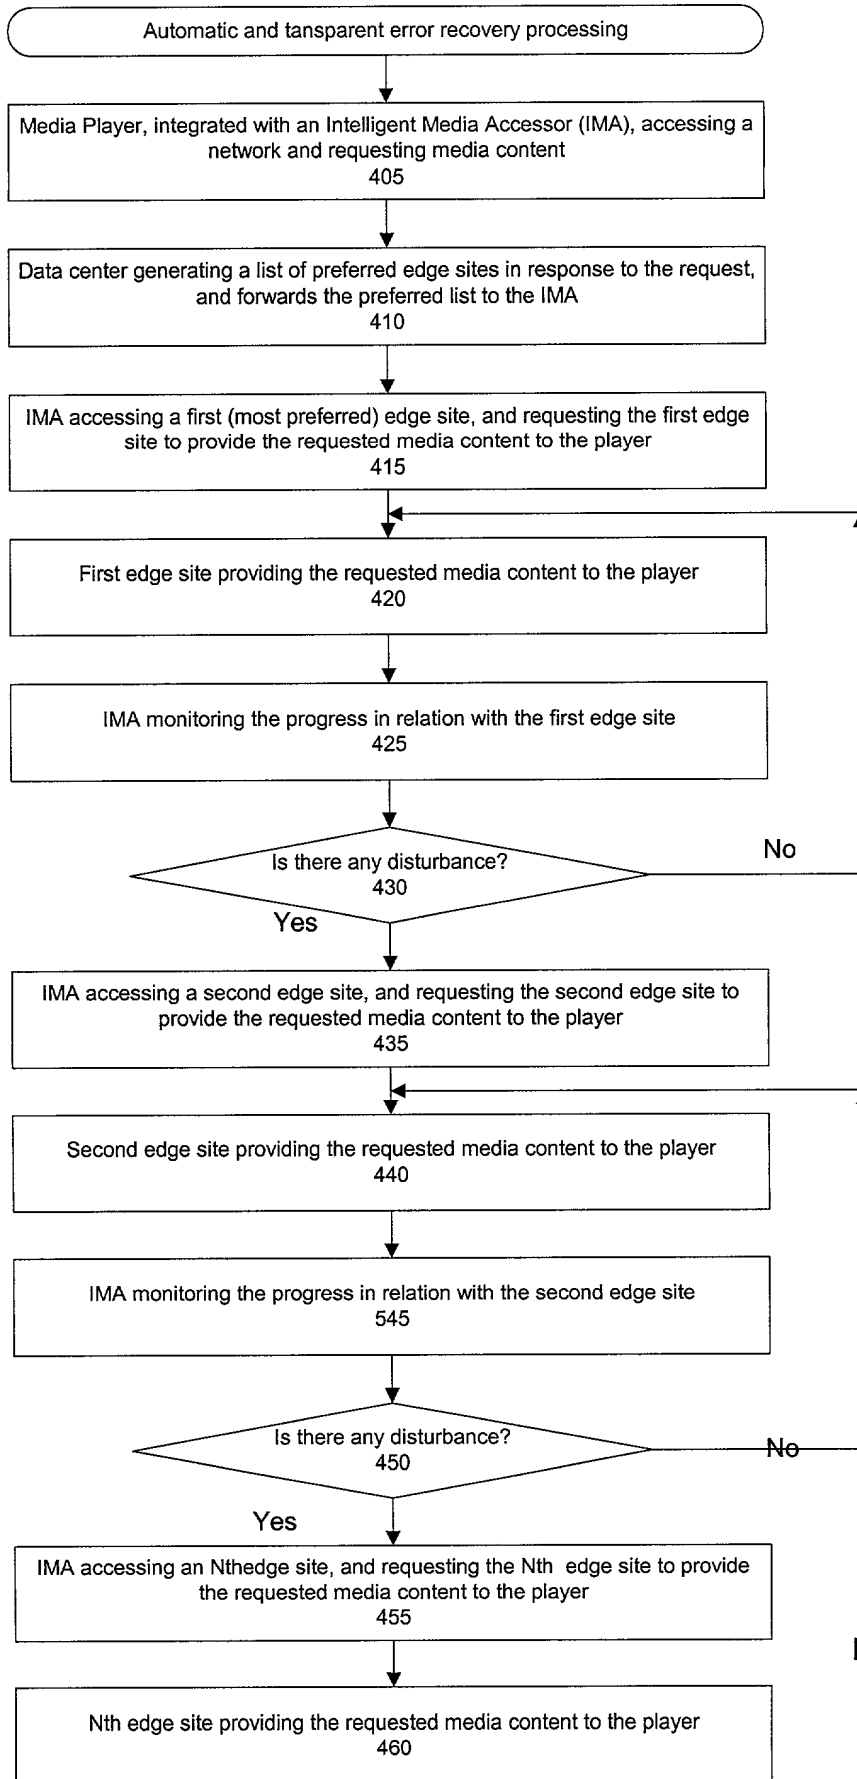 Automatic and tansparent error recovery processing
Media Player, integrated with an Intelligent Media Accessor (IMA), accessing a
network and requesting media content
405
Data center generating a list of preferred edge sites in response to the request,
and forwards the preferred list to the IMA
410
IMA accessing a first (most preferred) edge site, and requesting the first edge
site to provide the requested media content to the player
415
First edge site providing the requested media content to the player
420
IMA monitoring the progress in relation with the first edge site
425
Is there any disturbance?
430
No
Yes
IMA accessing a second edge site, and requesting the second edge site to
provide the requested media content to the player
435
Second edge site providing the requested media content to the player
440
IMA monitoring the progress in relation with the second edge site
545
Is there any disturbance?
450
No
Yes
IMA accessing an Nthedge site, and requesting the Nth edge site to provide
the requested media content to the player
455
Nth edge site providing the requested media content to the player
460